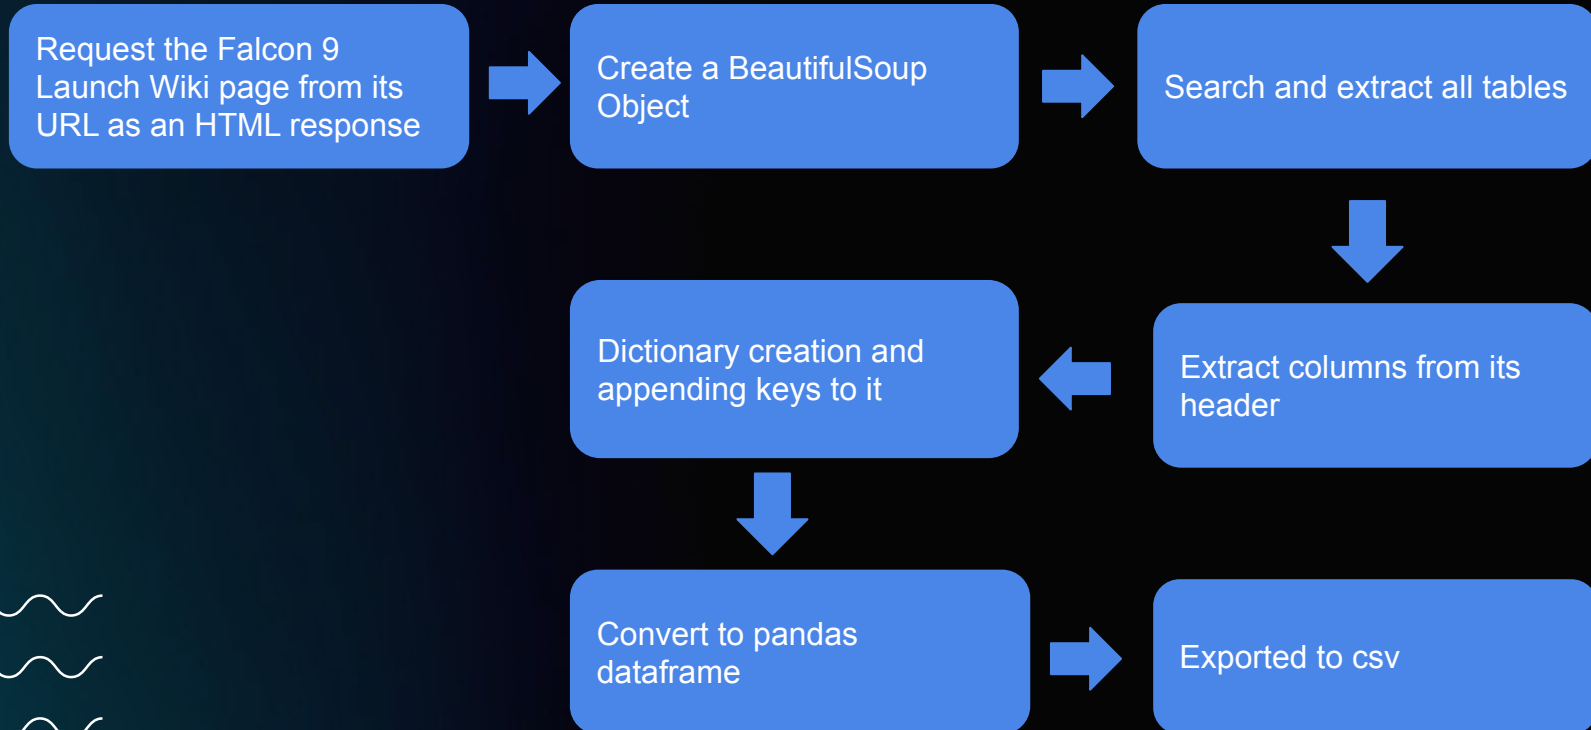 Request the Falcon 9
Launch Wiki page from its
URL as an HTML response
Create a BeautifulSoup
Object
Search and extract all tables
Extract columns from its
header
Dictionary creation and
appending keys to it
Convert to pandas
dataframe
Exported to csv